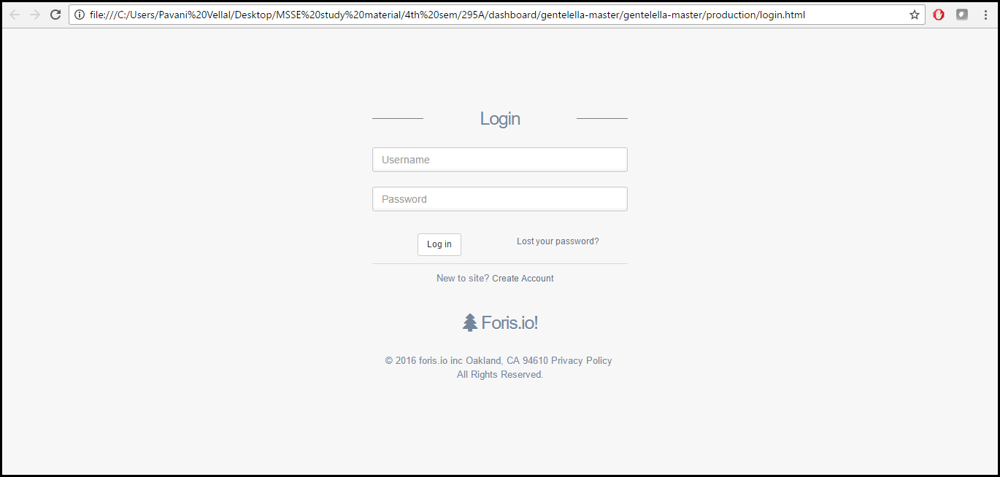 file:///C:/Users/Pavani%20Vellal/Desktop/MSSE%20study%20material/4th%20sem/295A/dashboard/gentelella-master/gentelella-master/production/login.html
Login
Username
Password
Log in Lost your password?
New to site? Create Account
Foris.io!
© 2016 foris.io inc Oakland, CA 94610 Privacy Policy
All Rights Reserved.